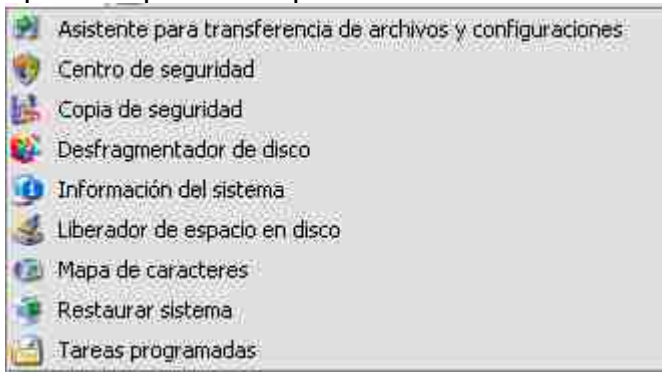 Asistente para transferencia de archivos y configuraciones
Centro de seguridad
Copia de seguridad
Desfragmentador de disco
Información del sistema
Liberador de espacio en disco
Mapa de caracteres
Restaurar sistema
Tareas programadas